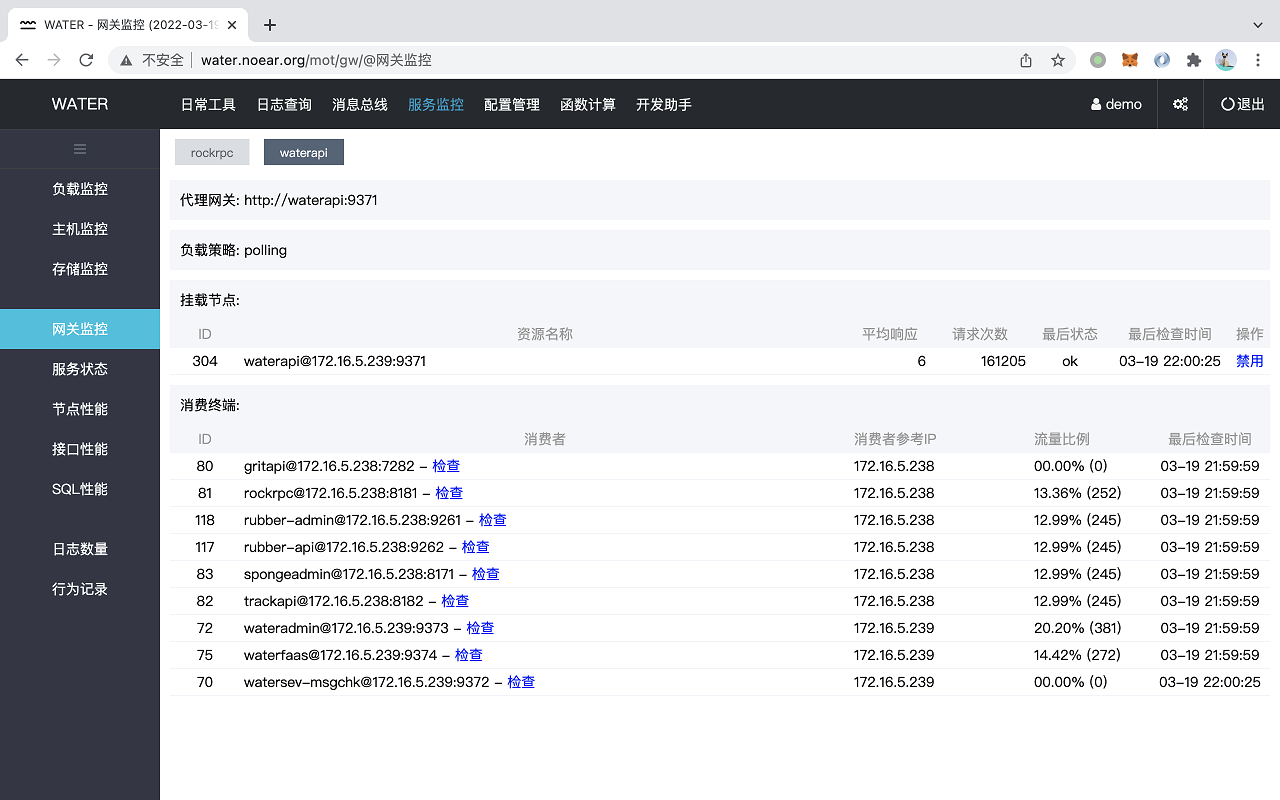 WATER - 网关监控 (2022-03-19
不安全 water.noear.org/mot/gw/@网关监控
WATER 日常工具 日志查询 消息总线 服务监控 配置管理 函数计算 开发助手 demo 退出
负载监控
主机监控
存储监控
网关监控
服务状态
节点性能
接口性能
SQL性能
日志数量
行为记录
rockrpc waterapi
代理网关: http://waterapi:9371
负载策略: polling
挂载节点:
ID 资源名称 平均响应 请求次数 最后状态 最后检查时间 操作
304 waterapi@172.16.5.239:9371 6 161205 ok 03-19 22:00:25 禁用
消费终端:
ID 消费者 消费者参考IP 流量比例 最后检查时间
80 gritapi@172.16.5.238:7282 - 检查 172.16.5.238 00.00% (0) 03-19 21:59:59
81 rockrpc@172.16.5.238:8181 - 检查 172.16.5.238 13.36% (252) 03-19 21:59:59
118 rubber-admin@172.16.5.238:9261 - 检查 172.16.5.238 12.99% (245) 03-19 21:59:59
117 rubber-api@172.16.5.238:9262 - 检查 172.16.5.238 12.99% (245) 03-19 21:59:59
83 spongeadmin@172.16.5.238:8171 - 检查 172.16.5.238 12.99% (245) 03-19 21:59:59
82 trackapi@172.16.5.238:8182 - 检查 172.16.5.238 12.99% (245) 03-19 21:59:59
72 wateradmin@172.16.5.239:9373 - 检查 172.16.5.239 20.20% (381) 03-19 21:59:59
75 waterfaas@172.16.5.239:9374 - 检查 172.16.5.239 14.42% (272) 03-19 21:59:59
70 watersev-msgchk@172.16.5.239:9372 - 检查 172.16.5.239 00.00% (0) 03-19 22:00:25